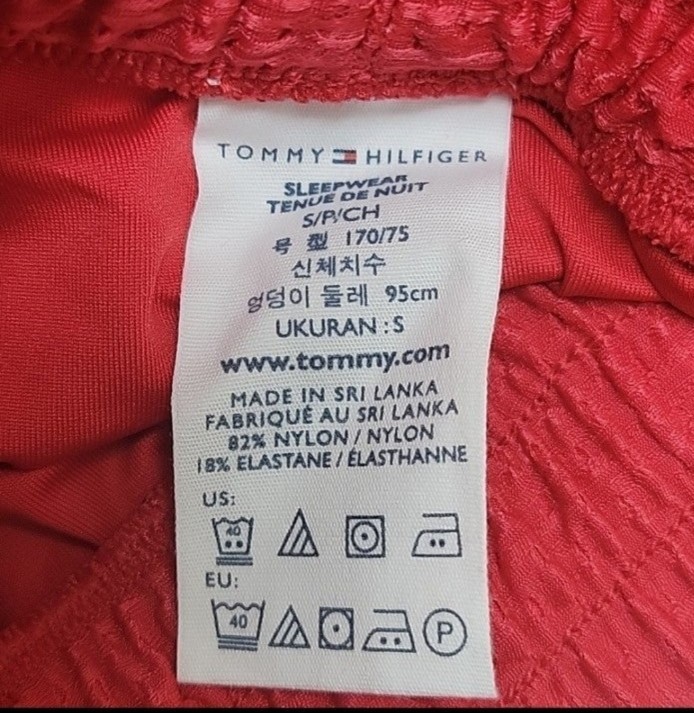 TOMMY HILFIGER
SLEEPWEAR
TENUE DE NUIT
S/P/CH
号 型 170/75
신체치수
엉덩이 둘레 95cm
UKURAN : S
www.tommy.com
MADE IN SRI LANKA
FABRIQUÉ AU SRI LANKA
82% NYLON / NYLON
18% ELASTANE / ÉLASTHANNE
US:
40
EU:
40
P